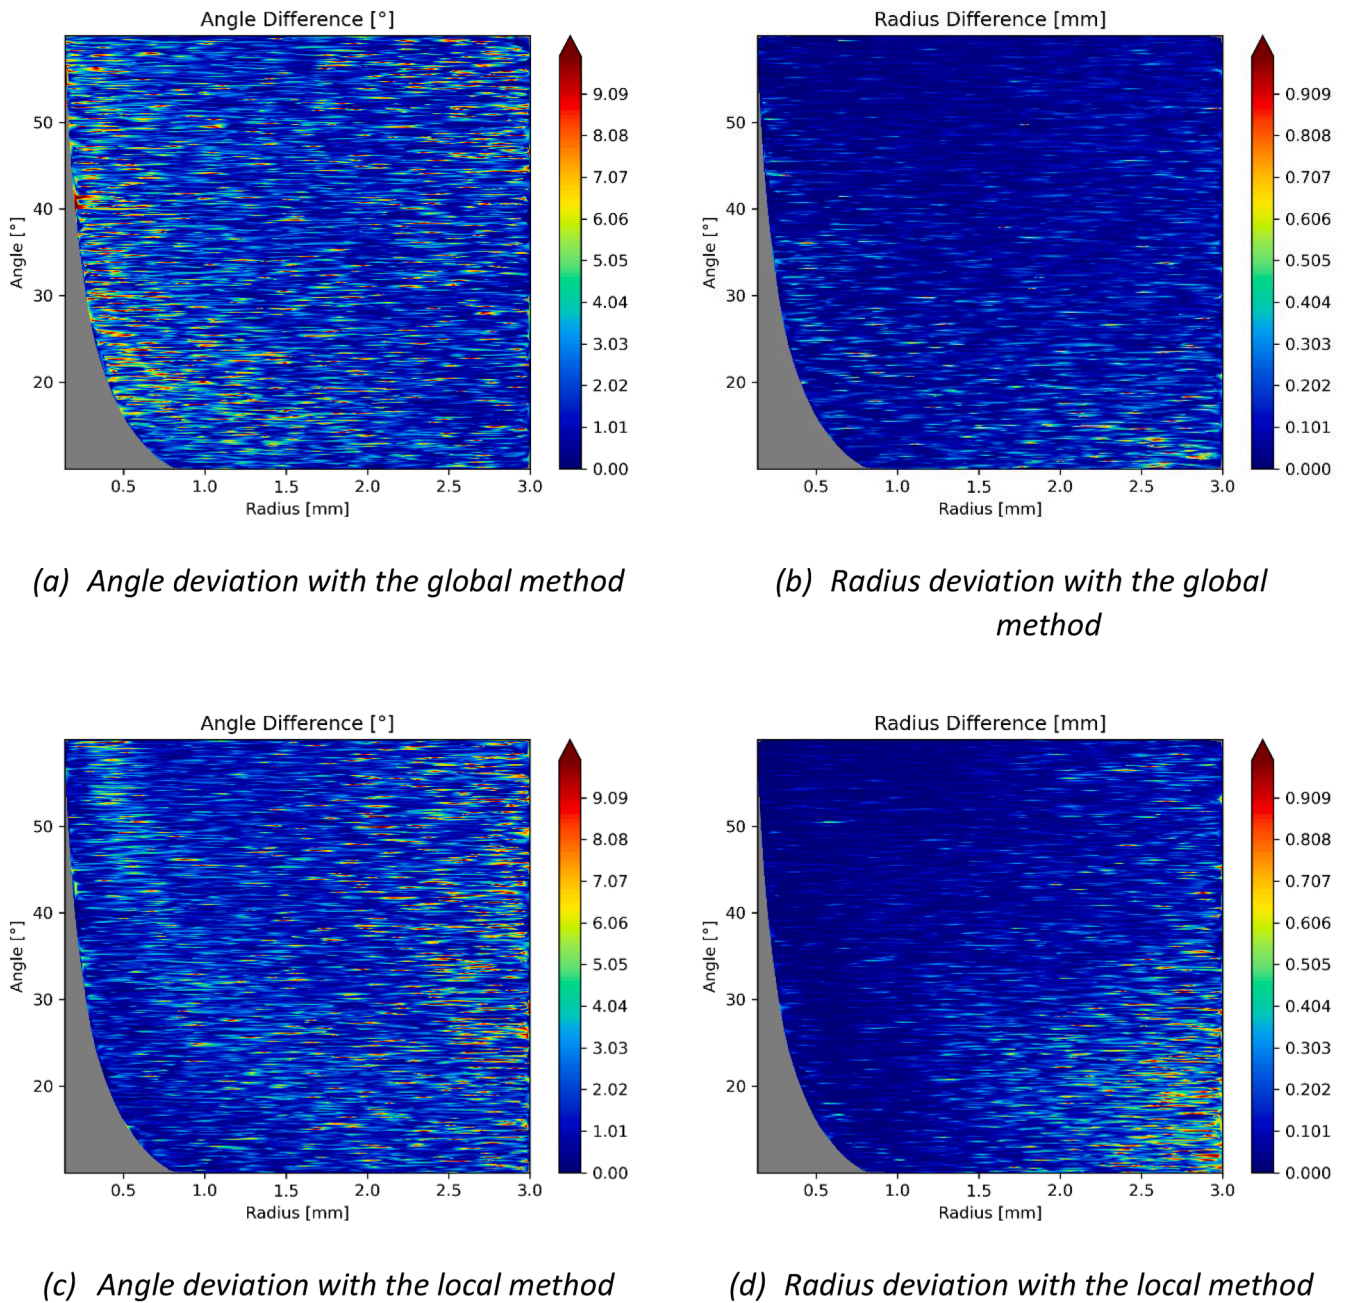 Angle Difference [°]
Radius Difference [mm]
Angle [°]
50
40
30
20
0.5 1.0 1.5 2.0 2.5 3.0
Radius [mm]
9.09
8.08
7.07
6.06
5.05
4.04
3.03
2.02
1.01
0.00
Angle [°]
50
40
30
20
0.5 1.0 1.5 2.0 2.5 3.0
Radius [mm]
0.909
0.808
0.707
0.606
0.505
0.404
0.303
0.202
0.101
0.000
(a) Angle deviation with the global method
(b) Radius deviation with the global
method
Angle Difference [°]
Radius Difference [mm]
Angle [°]
50
40
30
20
0.5 1.0 1.5 2.0 2.5 3.0
Radius [mm]
9.09
8.08
7.07
6.06
5.05
4.04
3.03
2.02
1.01
0.00
Angle [°]
50
40
30
20
0.5 1.0 1.5 2.0 2.5 3.0
Radius [mm]
0.909
0.808
0.707
0.606
0.505
0.404
0.303
0.202
0.101
0.000
(c) Angle deviation with the local method
(d) Radius deviation with the local method